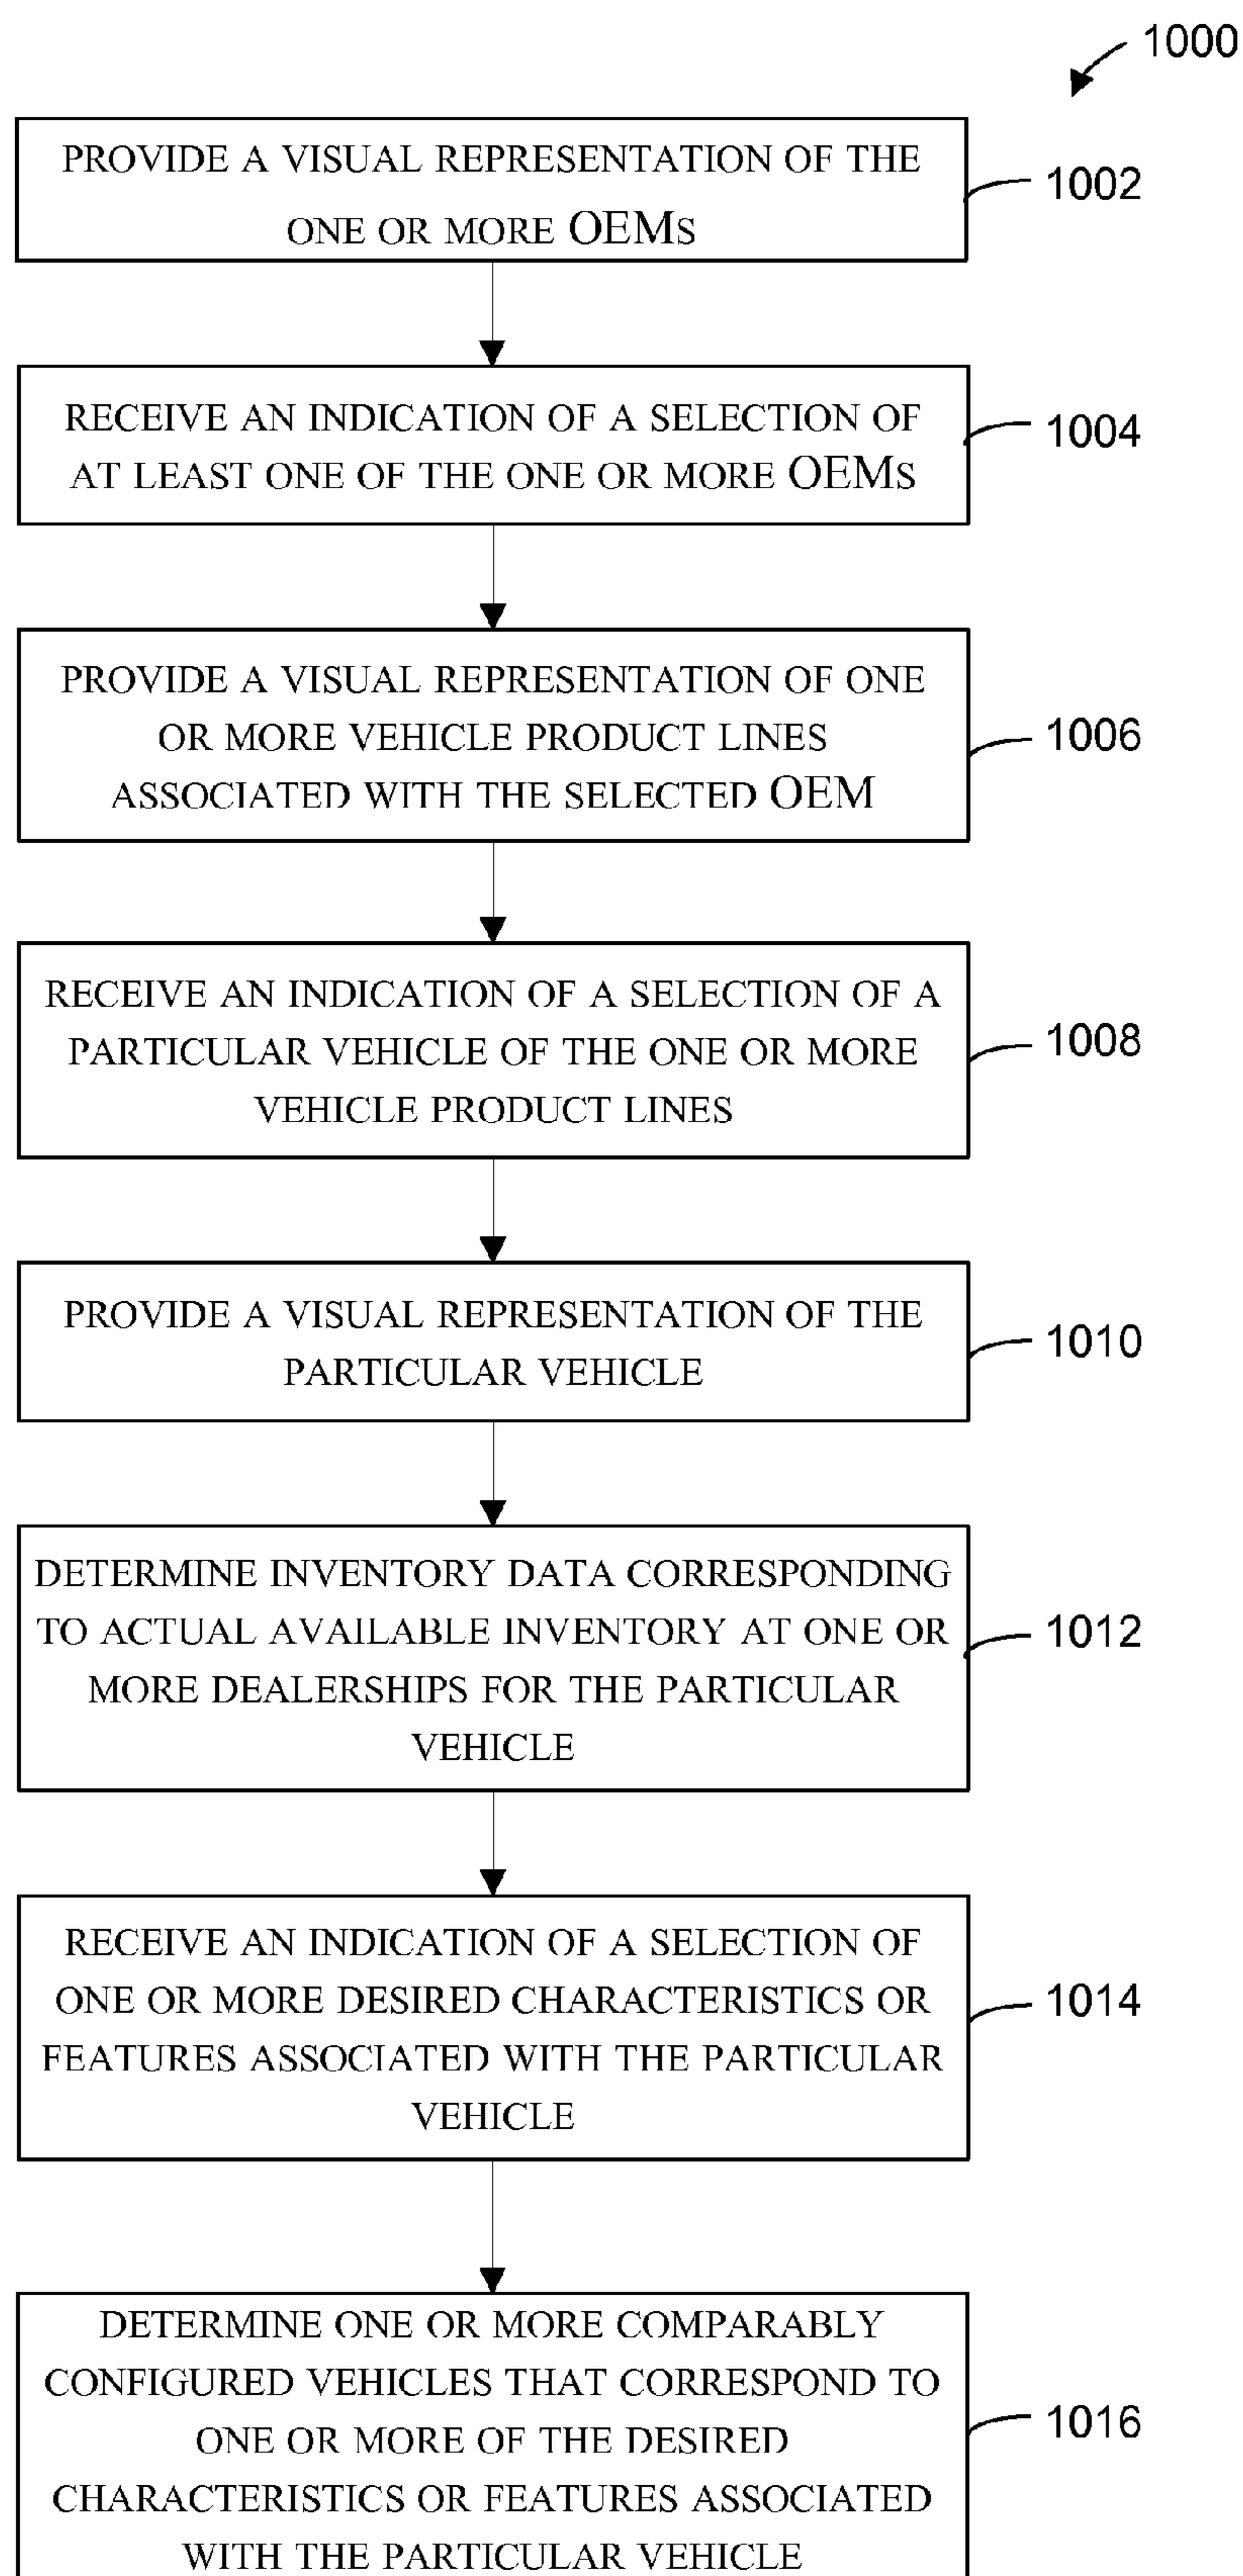 1000
PROVIDE A VISUAL REPRESENTATION OF THE
ONE OR MORE OEMS
1002
RECEIVE AN INDICATION OF A SELECTION OF
AT LEAST ONE OF THE ONE OR MORE OEMS
1004
PROVIDE A VISUAL REPRESENTATION OF ONE
OR MORE VEHICLE PRODUCT LINES
ASSOCIATED WITH THE SELECTED OEM
1006
RECEIVE AN INDICATION OF A SELECTION OF A
PARTICULAR VEHICLE OF THE ONE OR MORE
VEHICLE PRODUCT LINES
1008
PROVIDE A VISUAL REPRESENTATION OF THE
PARTICULAR VEHICLE
1010
DETERMINE INVENTORY DATA CORRESPONDING
TO ACTUAL AVAILABLE INVENTORY AT ONE OR
MORE DEALERSHIPS FOR THE PARTICULAR
VEHICLE
1012
RECEIVE AN INDICATION OF A SELECTION OF
ONE OR MORE DESIRED CHARACTERISTICS OR
FEATURES ASSOCIATED WITH THE PARTICULAR
VEHICLE
1014
DETERMINE ONE OR MORE COMPARABLY
CONFIGURED VEHICLES THAT CORRESPOND TO
ONE OR MORE OF THE DESIRED
CHARACTERISTICS OR FEATURES ASSOCIATED
WITH THE PARTICULAR VEHICLE
1016